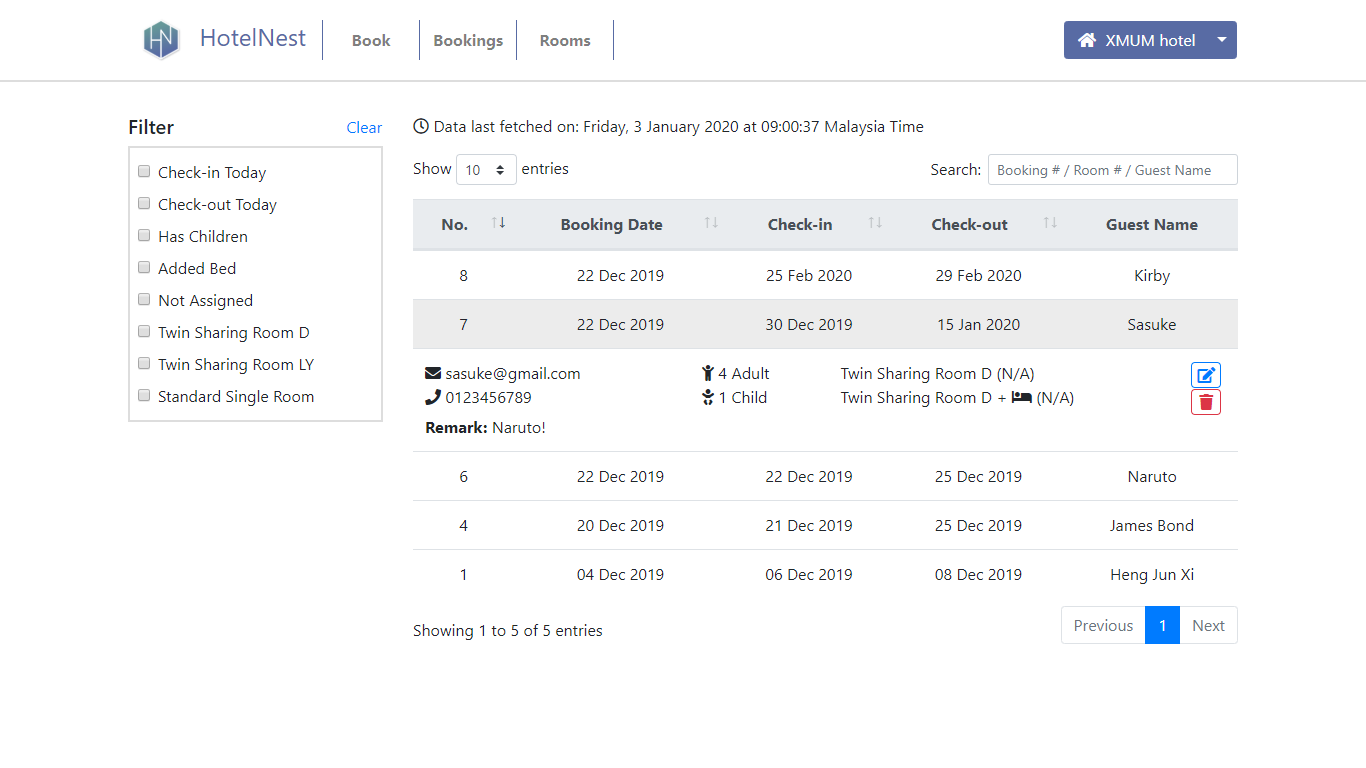 HN HotelNest Book Bookings Rooms XMUM hotel
Filter Clear
Check-in Today
Check-out Today
Has Children
Added Bed
Not Assigned
Twin Sharing Room D
Twin Sharing Room LY
Standard Single Room
Data last fetched on: Friday, 3 January 2020 at 09:00:37 Malaysia Time
Show 10 entries Search: Booking # / Room # / Guest Name
No. Booking Date Check-in Check-out Guest Name
8 22 Dec 2019 25 Feb 2020 29 Feb 2020 Kirby
7 22 Dec 2019 30 Dec 2019 15 Jan 2020 Sasuke
sasuke@gmail.com 4 Adult Twin Sharing Room D (N/A)
0123456789 1 Child Twin Sharing Room D + (N/A)
Remark: Naruto!
6 22 Dec 2019 22 Dec 2019 25 Dec 2019 Naruto
4 20 Dec 2019 21 Dec 2019 25 Dec 2019 James Bond
1 04 Dec 2019 06 Dec 2019 08 Dec 2019 Heng Jun Xi
Showing 1 to 5 of 5 entries Previous 1 Next